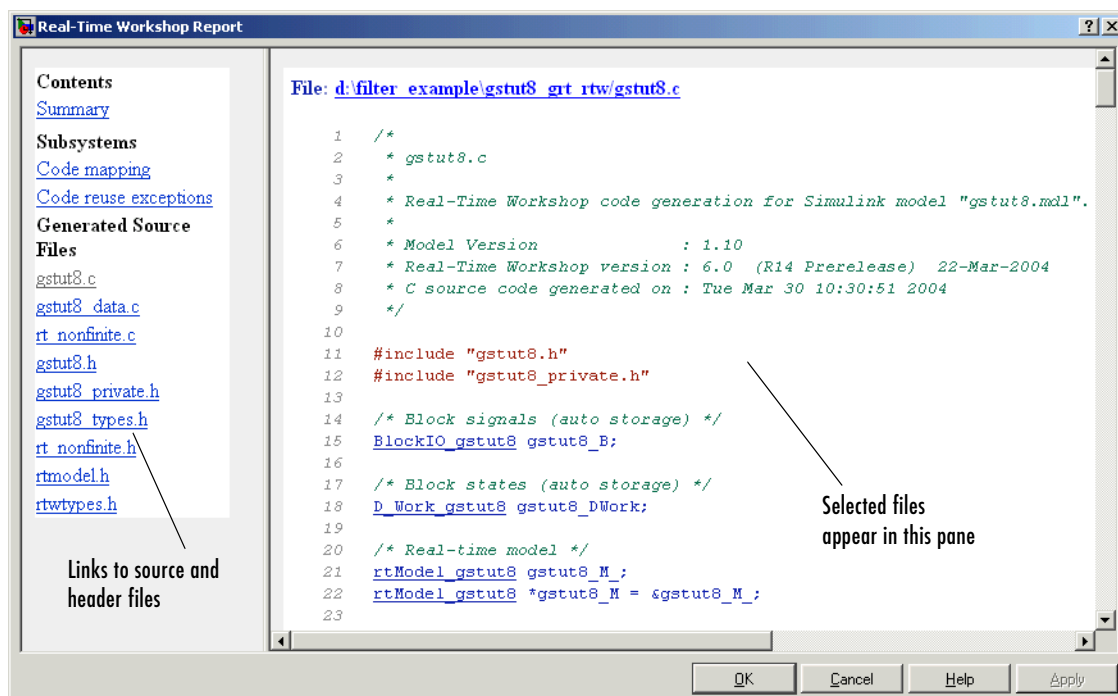 Real-Time Workshop Report
Contents
Summary
Subsystems
Code mapping
Code reuse exceptions
Generated Source
Files
gstut8.c
gstut8_data.c
rt_nonfinite.c
gstut8.h
gstut8_private.h
gstut8_types.h
rt_nonfinite.h
rtmodel.h
rtwtypes.h
Links to source and
header files
File: d:\filter_example\gstut8_grt_rtw/gstut8.c
1 /*
2 * gstut8.c
3 *
4 * Real-Time Workshop code generation for Simulink model "gstut8.mdl".
5 *
6 * Model Version : 1.10
7 * Real-Time Workshop version : 6.0 (R14 Prerelease) 22-Mar-2004
8 * C source code generated on : Tue Mar 30 10:30:51 2004
9 */
10
11 #include "gstut8.h"
12 #include "gstut8_private.h"
13
14 /* Block signals (auto storage) */
15 BlockIO_gstut8 gstut8_B;
16
17 /* Block states (auto storage) */
18 D_Work_gstut8 gstut8_DWork;
19
20 /* Real-time model */
21 rtModel_gstut8 gstut8_M_;
22 rtModel_gstut8 *gstut8_M = &gstut8_M_;
23
Selected files
appear in this pane
OK Cancel Help Apply